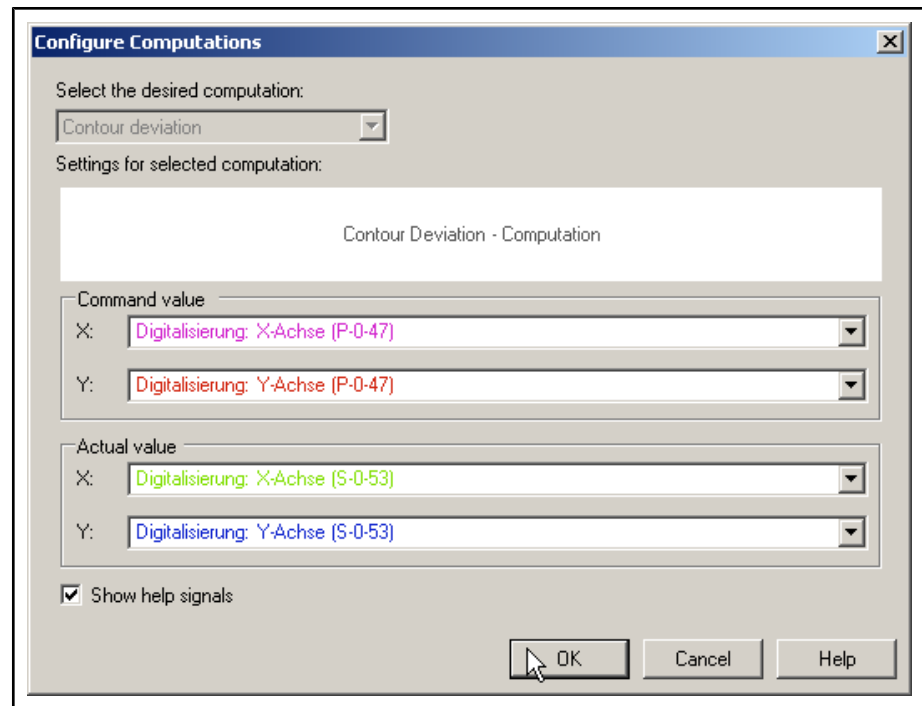 Configure Computations
Select the desired computation:
Contour deviation
Settings for selected computation:
Contour Deviation - Computation
Command value
X: Digitalisierung: X-Achse (P-0-47)
Y: Digitalisierung: Y-Achse (P-0-47)
Actual value
X: Digitalisierung: X-Achse (S-0-53)
Y: Digitalisierung: Y-Achse (S-0-53)
Show help signals
OK Cancel Help